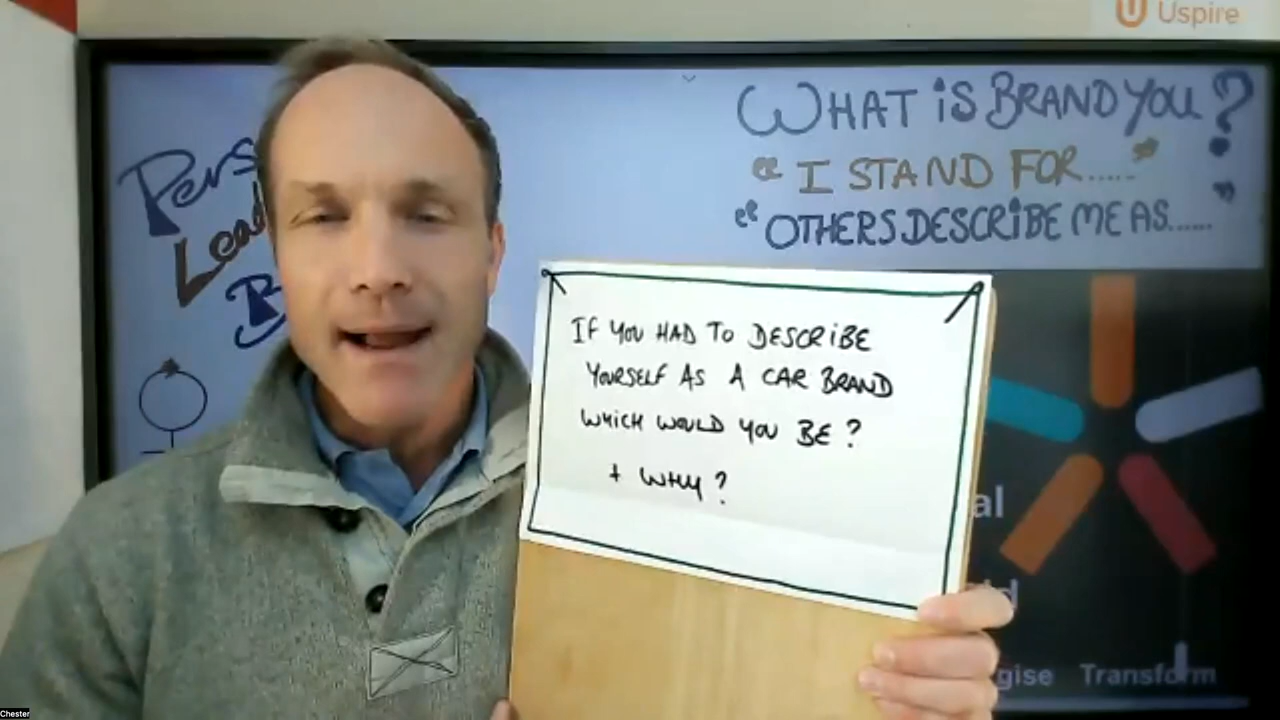 Uspire
WHAT iS BRAND YOU?
"I STAND FOR....."
"OTHERS DESCRiBE ME AS....."
IF YOU HAD TO DESCRiBE
YOURSELF AS A CAR BRAND
WHiCH WOULD YOU BE?
+ WHY?
Transform
Chester